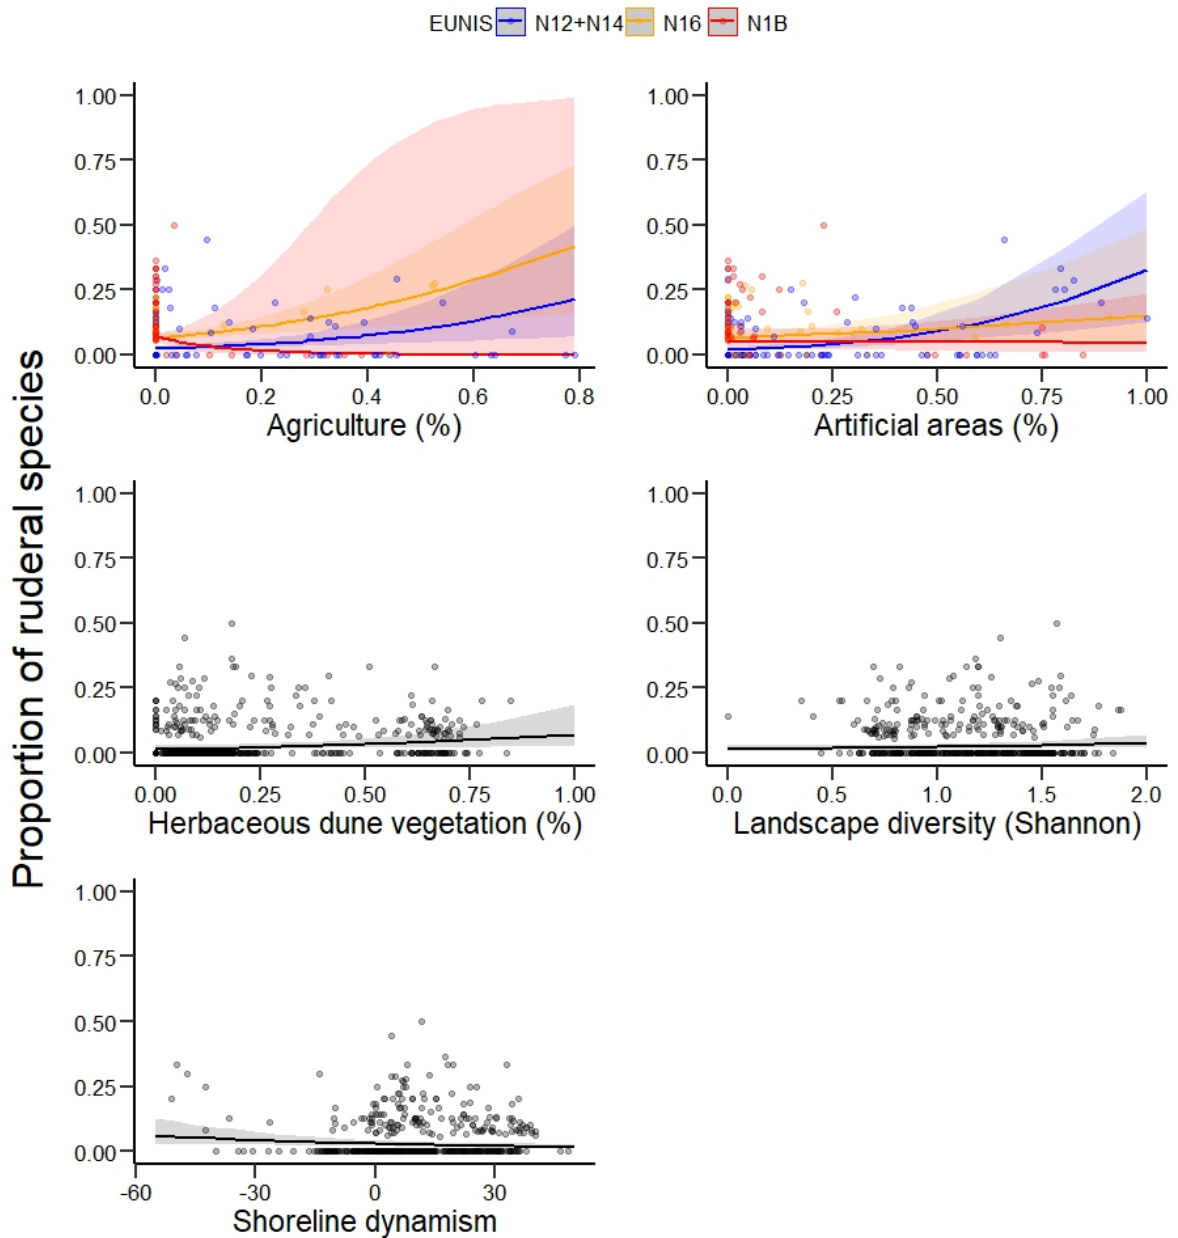 EUNIS N12+N14 N16 N1B
Proportion of ruderal species
1.00 0.75 0.50 0.25 0.00
0.0 0.2 0.4 0.6 0.8
Agriculture (%)
1.00 0.75 0.50 0.25 0.00
0.00 0.25 0.50 0.75 1.00
Artificial areas (%)
1.00 0.75 0.50 0.25 0.00
0.00 0.25 0.50 0.75 1.00
Herbaceous dune vegetation (%)
1.00 0.75 0.50 0.25 0.00
0.0 0.5 1.0 1.5 2.0
Landscape diversity (Shannon)
1.00 0.75 0.50 0.25 0.00
-60 -30 0 30
Shoreline dynamism